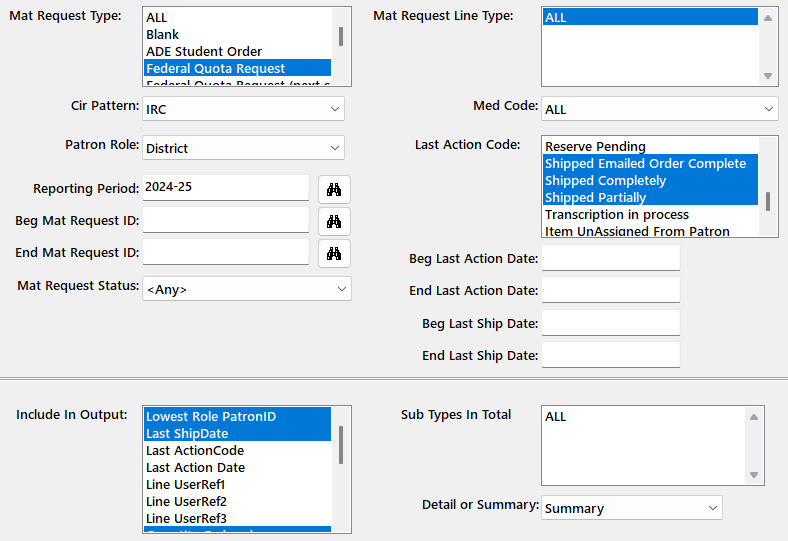 Mat Request Type:
ALL
Blank
ADE Student Order
Federal Quota Request
Federal Quota Request (next s
Mat Request Line Type:
ALL
Cir Pattern:
IRC
Med Code:
ALL
Patron Role:
District
Last Action Code:
Reserve Pending
Shipped Emailed Order Complete
Shipped Completely
Shipped Partially
Transcription in process
Item UnAssigned From Patron
Reporting Period:
2024-25
Beg Mat Request ID:
End Mat Request ID:
Mat Request Status:
<Any>
Beg Last Action Date:
End Last Action Date:
Beg Last Ship Date:
End Last Ship Date:
Include In Output:
Lowest Role PatronID
Last ShipDate
Last ActionCode
Last Action Date
Line UserRef1
Line UserRef2
Line UserRef3
Sub Types In Total
ALL
Detail or Summary:
Summary